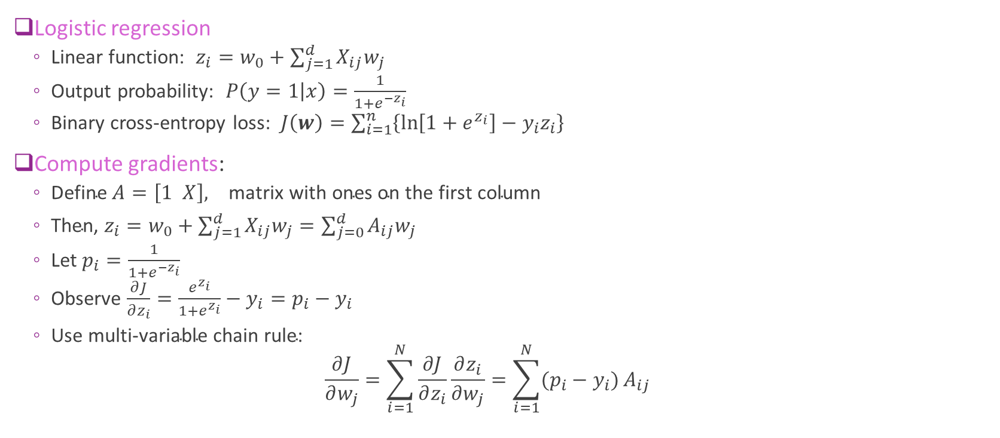 ❑Logistic regression
◦ Linear function: $z_i = w_0 + \sum_{j=1}^{d} X_{ij} w_j$
◦ Output probability: $P(y = 1|x) = \frac{1}{1+e^{-z_i}}$
◦ Binary cross-entropy loss: $J(\boldsymbol{w}) = \sum_{i=1}^{n} \{\ln[1 + e^{z_i}] - y_i z_i\}$
❑Compute gradients:
◦ Define $A = [1 \;\; X]$, matrix with ones on the first column
◦ Then, $z_i = w_0 + \sum_{j=1}^{d} X_{ij} w_j = \sum_{j=0}^{d} A_{ij} w_j$
◦ Let $p_i = \frac{1}{1+e^{-z_i}}$
◦ Observe $\frac{\partial J}{\partial z_i} = \frac{e^{z_i}}{1+e^{z_i}} - y_i = p_i - y_i$
◦ Use multi-variable chain rule:
$\frac{\partial J}{\partial w_j} = \sum_{i=1}^{N} \frac{\partial J}{\partial z_i} \frac{\partial z_i}{\partial w_j} = \sum_{i=1}^{N} (p_i - y_i) A_{ij}$